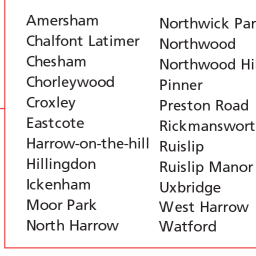 Amersham
Chalfont Latimer
Chesham
Chorleywood
Croxley
Eastcote
Harrow-on-the-hill
Hillingdon
Ickenham
Moor Park
North Harrow
Northwick Par
Northwood
Northwood Hi
Pinner
Preston Road
Rickmanswort
Ruislip
Ruislip Manor
Uxbridge
West Harrow
Watford